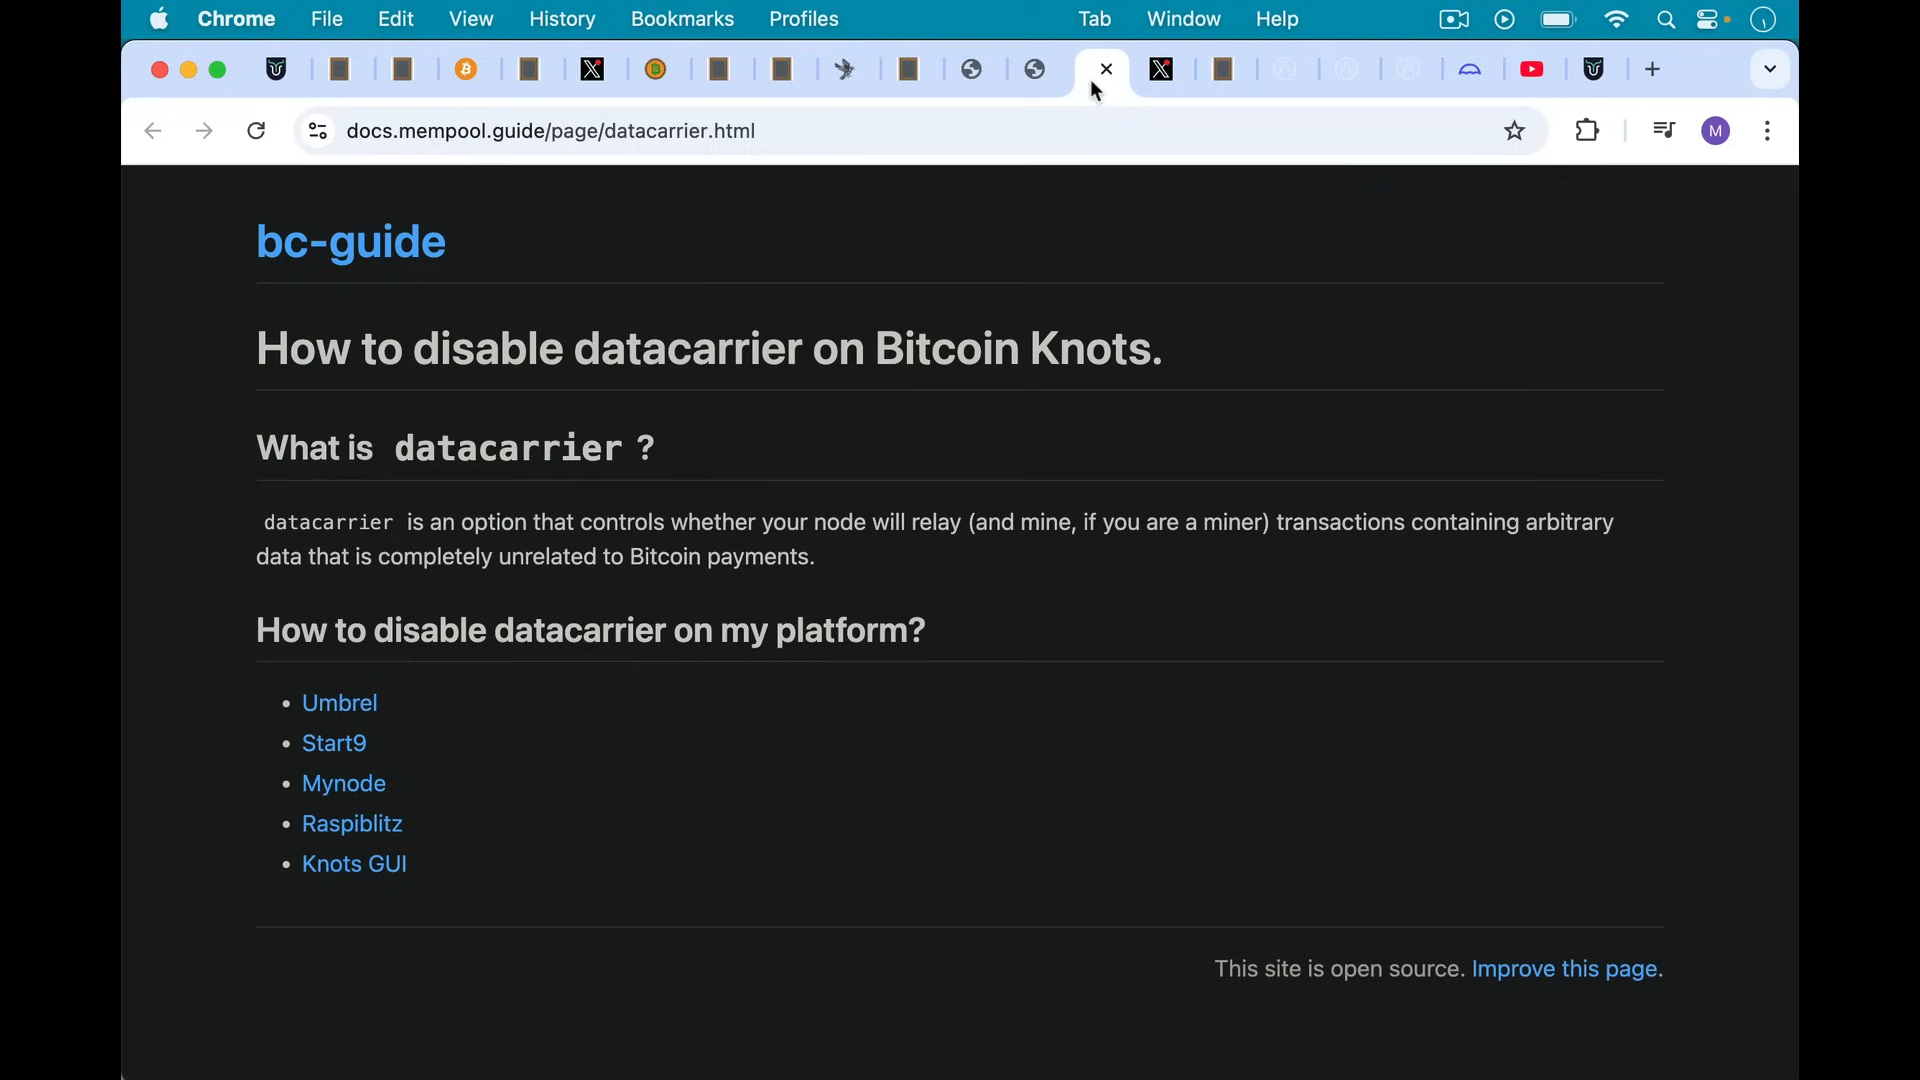 Chrome File Edit View History Bookmarks Profiles Tab Window Help
docs.mempool.guide/page/datacarrier.html
M
bc-guide
How to disable datacarrier on Bitcoin Knots.
What is datacarrier ?
datacarrier is an option that controls whether your node will relay (and mine, if you are a miner) transactions containing arbitrary
data that is completely unrelated to Bitcoin payments.
How to disable datacarrier on my platform?
• Umbrel
• Start9
• Mynode
• Raspiblitz
• Knots GUI
This site is open source. Improve this page.